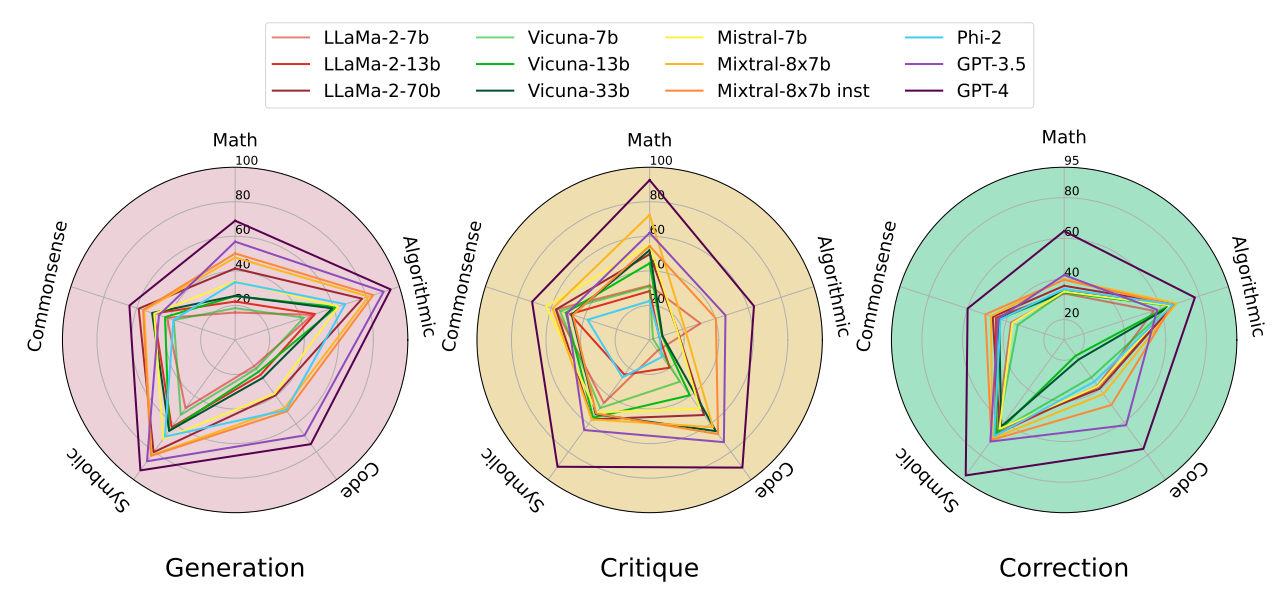 LLaMa-2-7b Vicuna-7b Mistral-7b Phi-2
LLaMa-2-13b Vicuna-13b Mixtral-8x7b GPT-3.5
LLaMa-2-70b Vicuna-33b Mixtral-8x7b inst GPT-4
Math Math Math
100 100 95
80 80 80
60 60 60
40 0 40
20 20 20
Commonsense Algorithmic Commonsense Algorithmic Commonsense Algorithmic
Symbolic Code Symbolic Code Symbolic Code
Generation Critique Correction